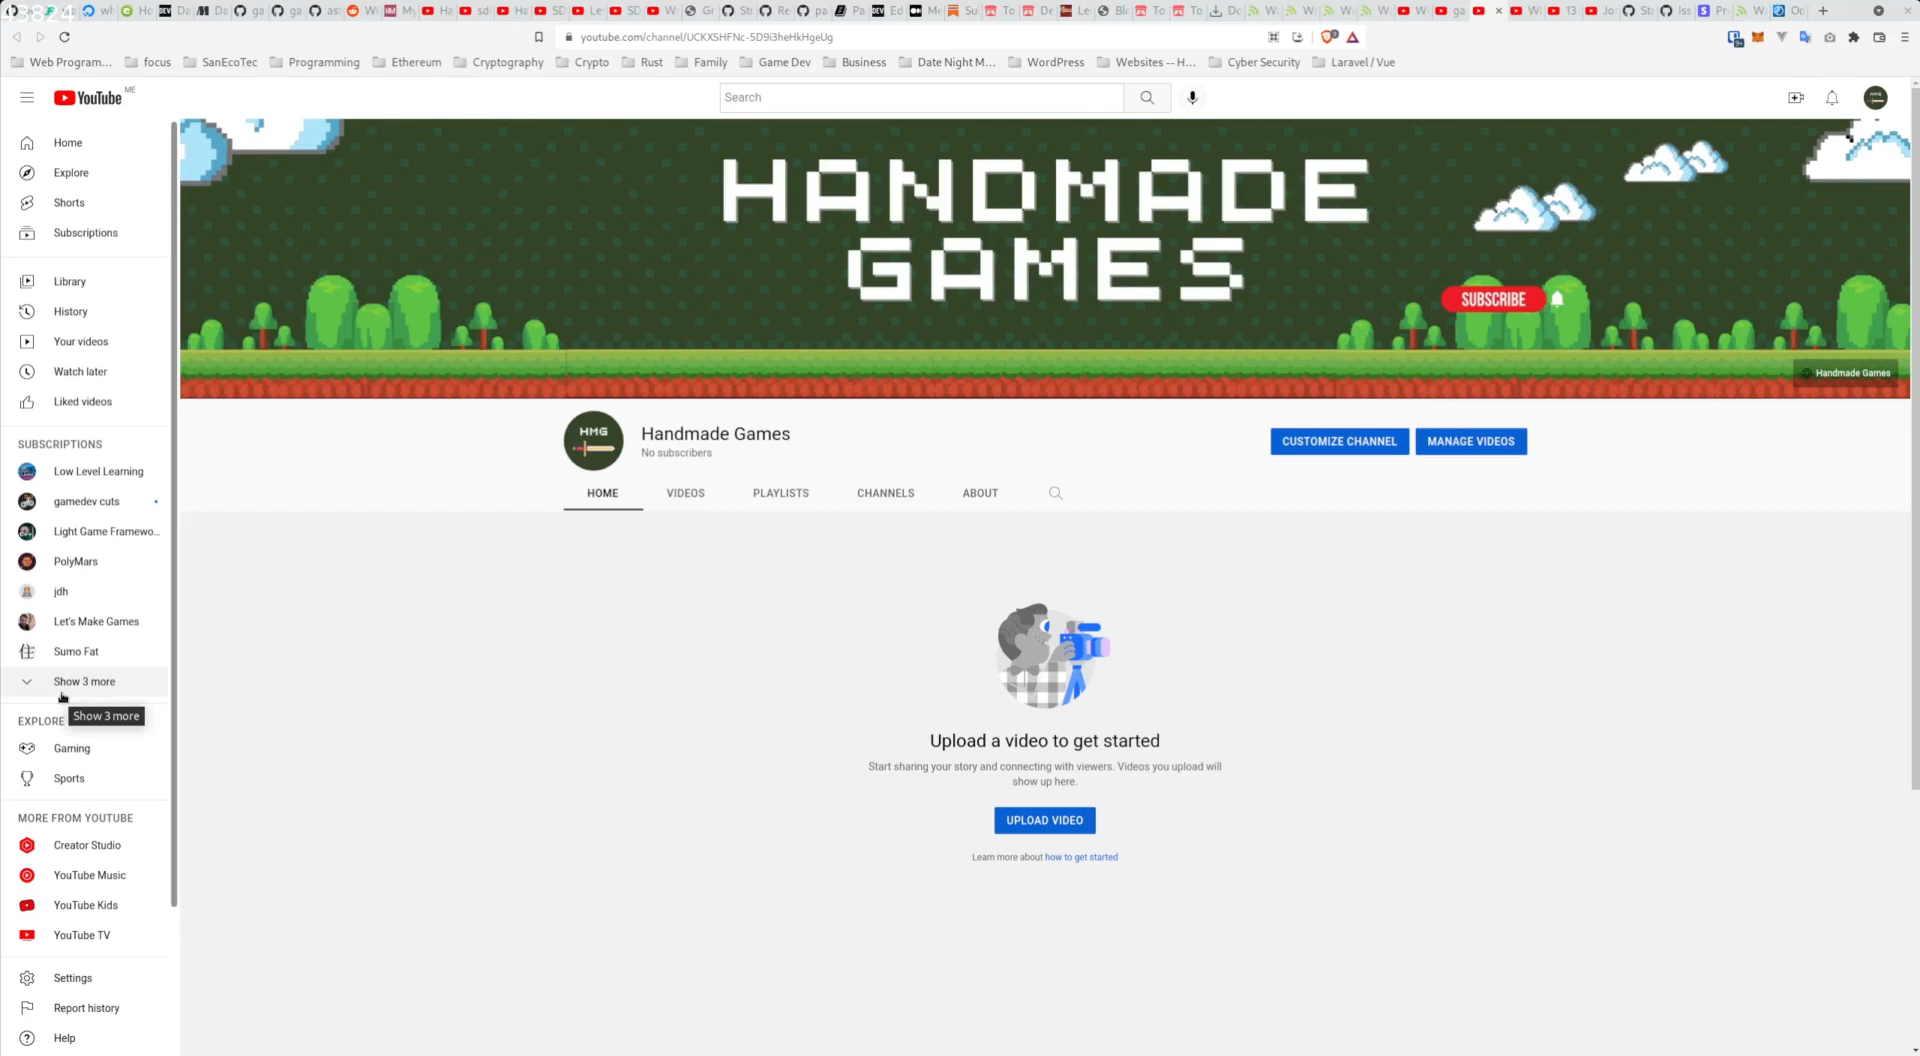 13824
youtube.com/channel/UCKXSHFNc-5D9i3heHkHgeUg
Web Program... focus SanEcoTec Programming Ethereum Cryptography Crypto Rust Family Game Dev Business Date Night M... WordPress Websites -- H... Cyber Security Laravel / Vue
YouTube ME
Search
Home
Explore
Shorts
Subscriptions
Library
History
Your videos
Watch later
Liked videos
SUBSCRIPTIONS
Low Level Learning
gamedev cuts
Light Game Framewo...
PolyMars
jdh
Let's Make Games
Sumo Fat
Show 3 more
Show 3 more
EXPLORE
Gaming
Sports
MORE FROM YOUTUBE
Creator Studio
YouTube Music
YouTube Kids
YouTube TV
Settings
Report history
Help
HANDMADE
GAMES
SUBSCRIBE
Handmade Games
HMG
Handmade Games
No subscribers
CUSTOMIZE CHANNEL
MANAGE VIDEOS
HOME VIDEOS PLAYLISTS CHANNELS ABOUT
Upload a video to get started
Start sharing your story and connecting with viewers. Videos you upload will
show up here.
UPLOAD VIDEO
Learn more about how to get started